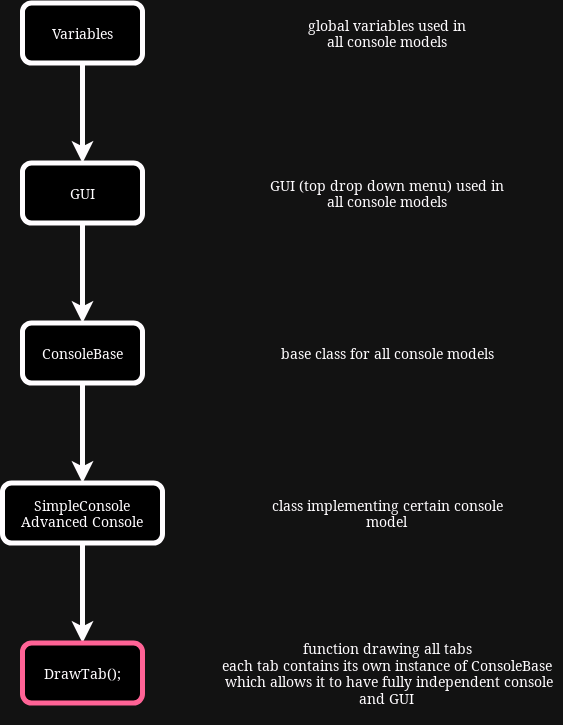 Variables
global variables used in
all console models
GUI
GUI (top drop down menu) used in
all console models
ConsoleBase
base class for all console models
SimpleConsole
Advanced Console
class implementing certain console
model
DrawTab();
function drawing all tabs
each tab contains its own instance of ConsoleBase
which allows it to have fully independent console
and GUI